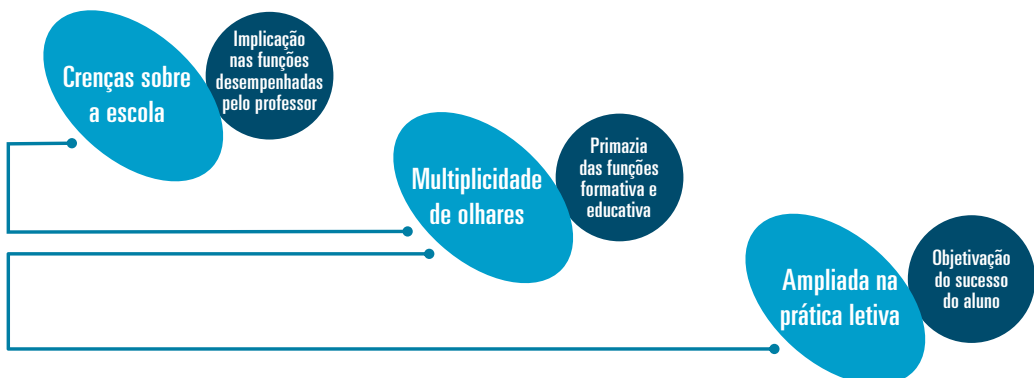 Crenças sobre
a escola
Implicação
nas funções
desempenhadas
pelo professor
Multiplicidade
de olhares
Primazia
das funções
formativa e
educativa
Ampliada na
prática letiva
Objetivação
do sucesso
do aluno